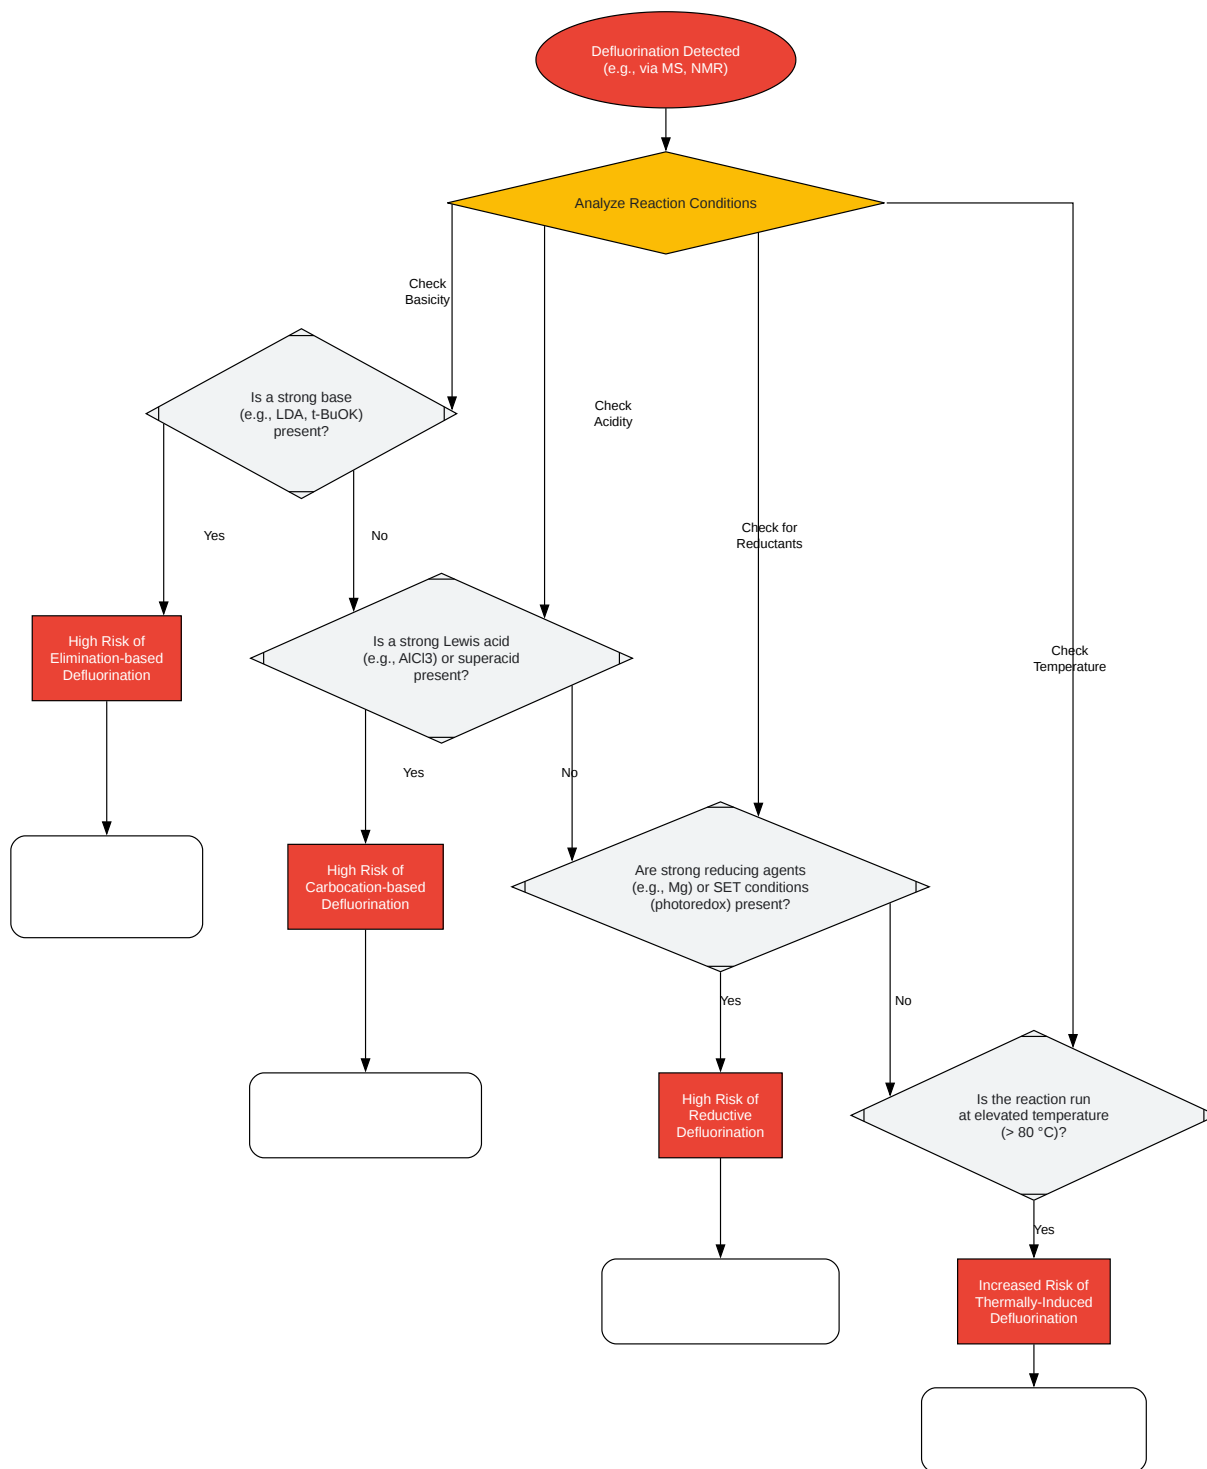 Defluorination Detected
(e.g., via MS, NMR)
Analyze Reaction Conditions
Check
Basicity
Is a strong base
(e.g., LDA, t-BuOK)
present?
Check
Acidity
Yes
No
Check for
Reductants
High Risk of
Elimination-based
Defluorination
Is a strong Lewis acid
(e.g., AlCl3) or superacid
present?
Check
Temperature
Yes
No
High Risk of
Carbocation-based
Defluorination
Are strong reducing agents
(e.g., Mg) or SET conditions
(photoredox) present?
Yes
No
High Risk of
Reductive
Defluorination
Is the reaction run
at elevated temperature
(> 80 °C)?
Yes
Increased Risk of
Thermally-Induced
Defluorination